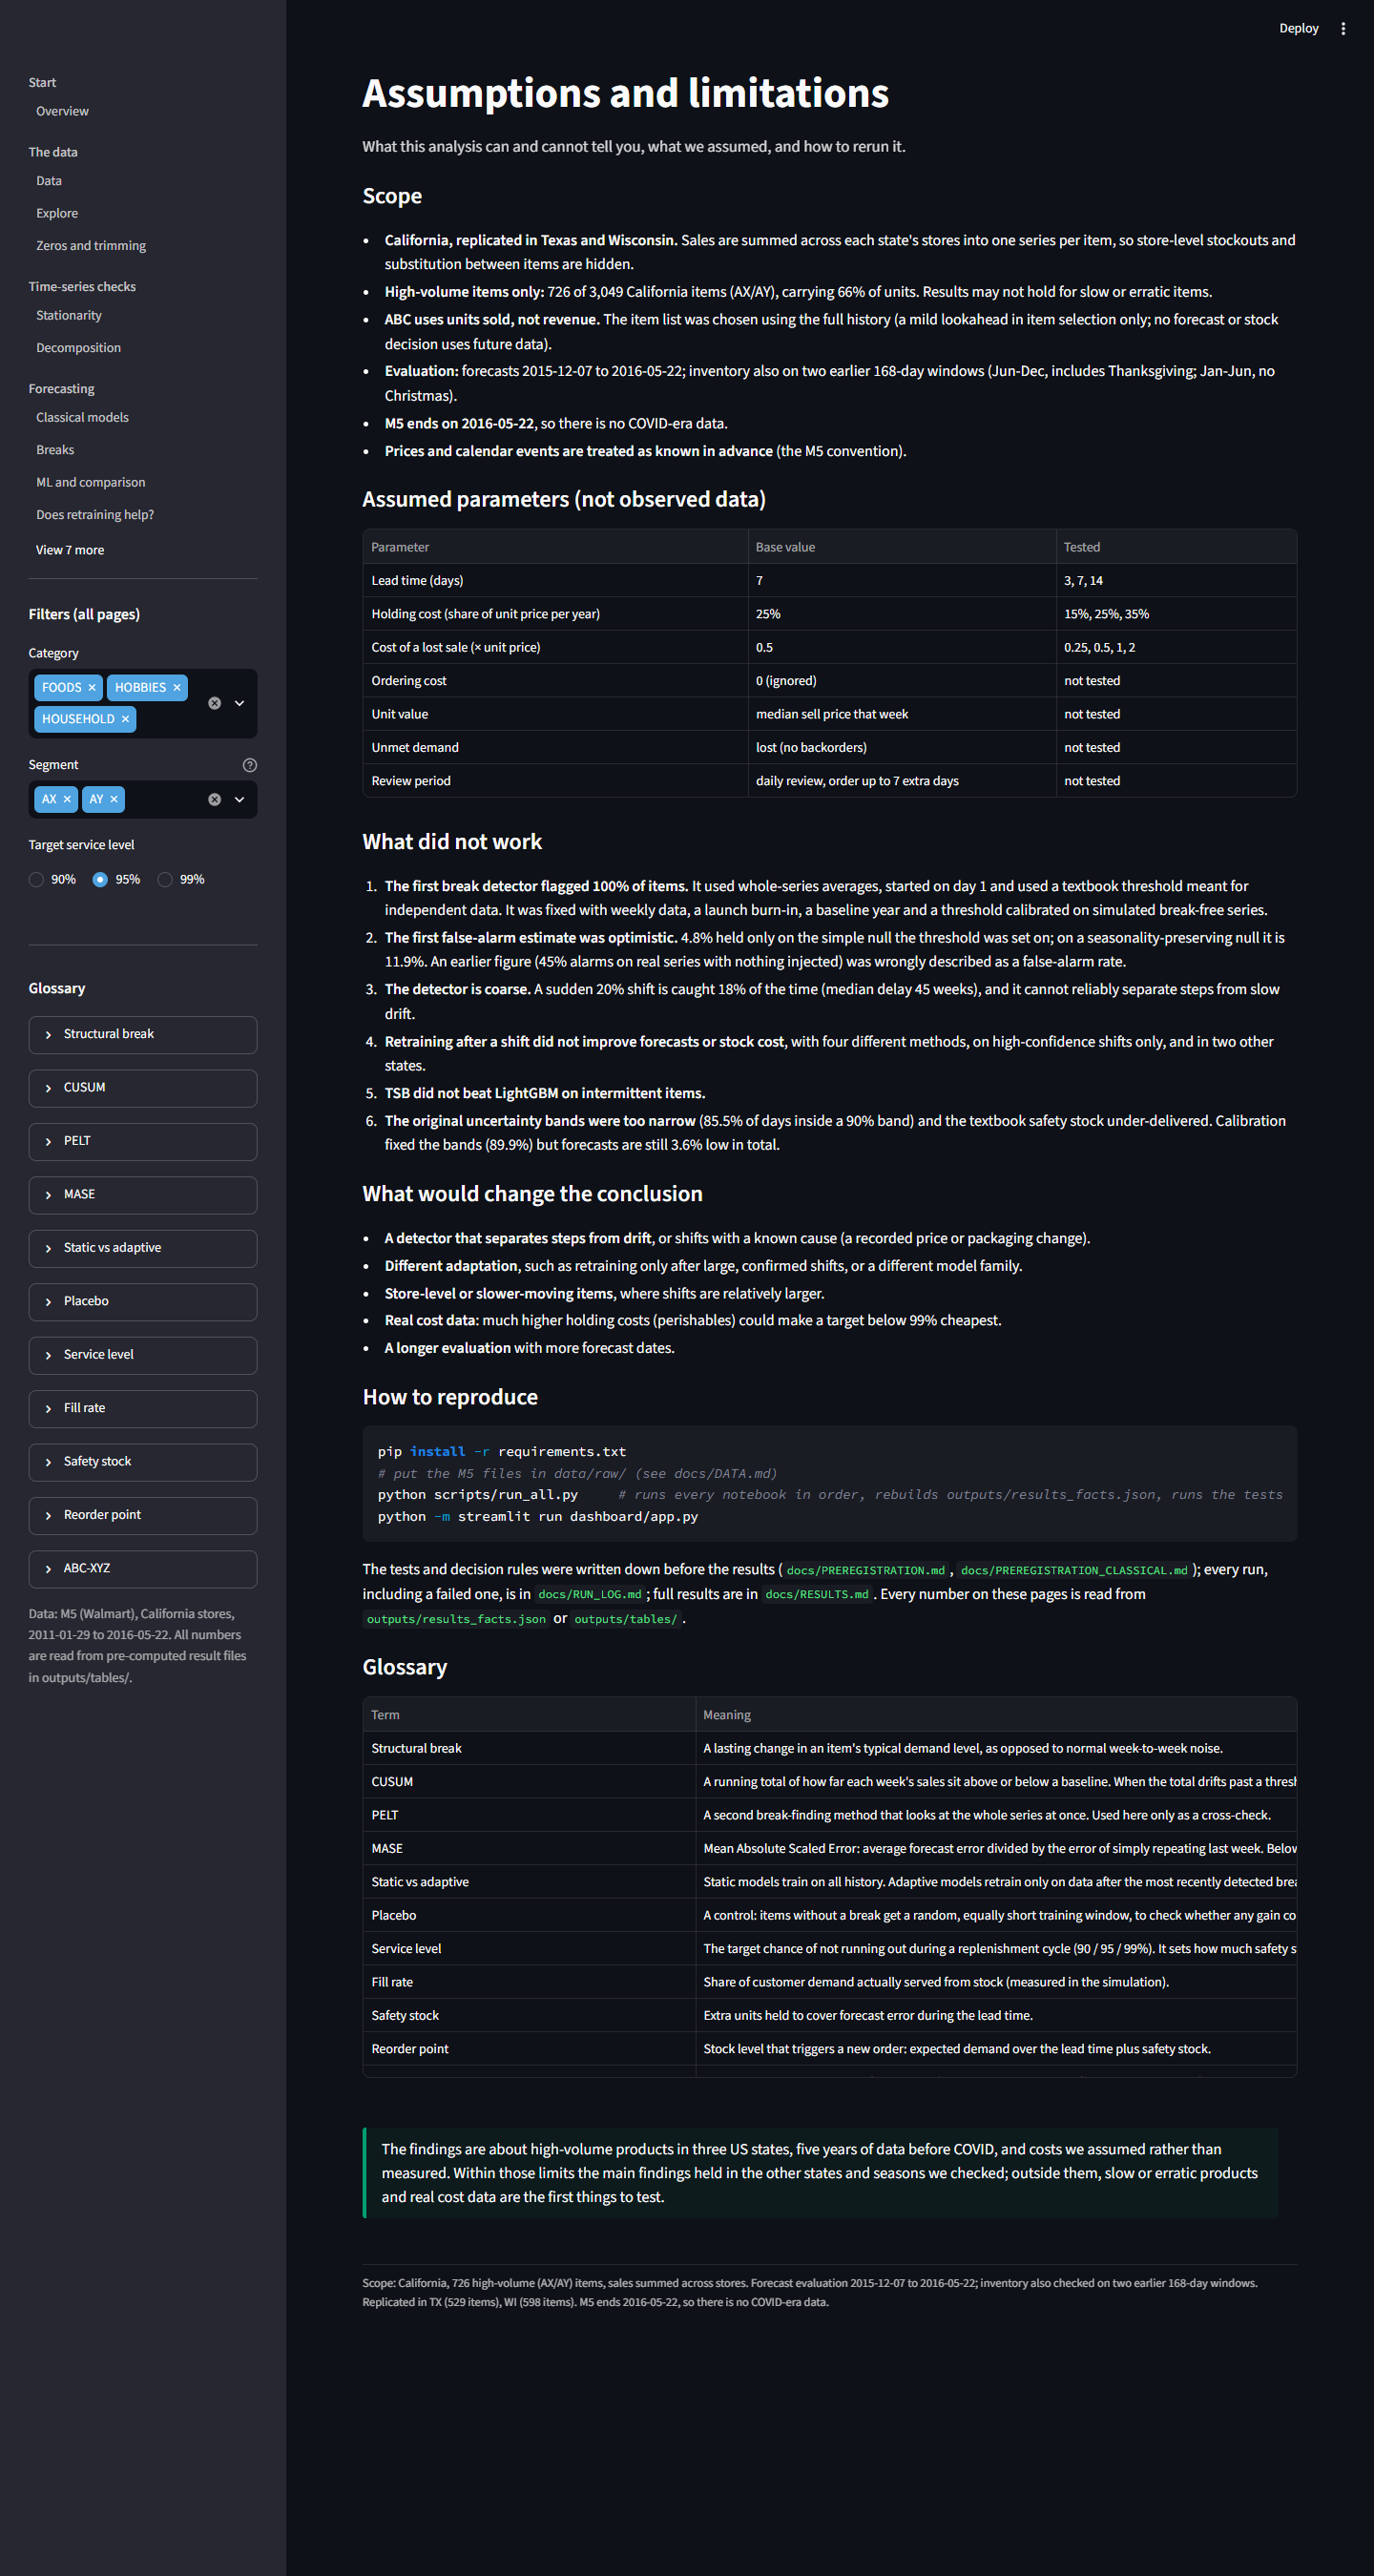 Deploy
Start
Overview
The data
Data
Explore
Zeros and trimming
Time-series checks
Stationarity
Decomposition
Forecasting
Classical models
Breaks
ML and comparison
Does retraining help?
View 7 more
Filters (all pages)
Category
FOODS × HOBBIES ×
HOUSEHOLD ×
Segment
AX × AY ×
Target service level
90% 95% 99%
Glossary
Structural break
CUSUM
PELT
MASE
Static vs adaptive
Placebo
Service level
Fill rate
Safety stock
Reorder point
ABC-XYZ
Data: M5 (Walmart), California stores,
2011-01-29 to 2016-05-22. All numbers
are read from pre-computed result files
in outputs/tables/.
Assumptions and limitations
What this analysis can and cannot tell you, what we assumed, and how to rerun it.
Scope
• California, replicated in Texas and Wisconsin. Sales are summed across each state's stores into one series per item, so store-level stockouts and
substitution between items are hidden.
• High-volume items only: 726 of 3,049 California items (AX/AY), carrying 66% of units. Results may not hold for slow or erratic items.
• ABC uses units sold, not revenue. The item list was chosen using the full history (a mild lookahead in item selection only; no forecast or stock
decision uses future data).
• Evaluation: forecasts 2015-12-07 to 2016-05-22; inventory also on two earlier 168-day windows (Jun-Dec, includes Thanksgiving; Jan-Jun, no
Christmas).
• M5 ends on 2016-05-22, so there is no COVID-era data.
• Prices and calendar events are treated as known in advance (the M5 convention).
Assumed parameters (not observed data)
Parameter Base value Tested
Lead time (days) 7 3, 7, 14
Holding cost (share of unit price per year) 25% 15%, 25%, 35%
Cost of a lost sale (× unit price) 0.5 0.25, 0.5, 1, 2
Ordering cost 0 (ignored) not tested
Unit value median sell price that week not tested
Unmet demand lost (no backorders) not tested
Review period daily review, order up to 7 extra days not tested
What did not work
1. The first break detector flagged 100% of items. It used whole-series averages, started on day 1 and used a textbook threshold meant for
independent data. It was fixed with weekly data, a launch burn-in, a baseline year and a threshold calibrated on simulated break-free series.
2. The first false-alarm estimate was optimistic. 4.8% held only on the simple null the threshold was set on; on a seasonality-preserving null it is
11.9%. An earlier figure (45% alarms on real series with nothing injected) was wrongly described as a false-alarm rate.
3. The detector is coarse. A sudden 20% shift is caught 18% of the time (median delay 45 weeks), and it cannot reliably separate steps from slow
drift.
4. Retraining after a shift did not improve forecasts or stock cost, with four different methods, on high-confidence shifts only, and in two other
states.
5. TSB did not beat LightGBM on intermittent items.
6. The original uncertainty bands were too narrow (85.5% of days inside a 90% band) and the textbook safety stock under-delivered. Calibration
fixed the bands (89.9%) but forecasts are still 3.6% low in total.
What would change the conclusion
• A detector that separates steps from drift, or shifts with a known cause (a recorded price or packaging change).
• Different adaptation, such as retraining only after large, confirmed shifts, or a different model family.
• Store-level or slower-moving items, where shifts are relatively larger.
• Real cost data: much higher holding costs (perishables) could make a target below 99% cheapest.
• A longer evaluation with more forecast dates.
How to reproduce
pip install -r requirements.txt
# put the M5 files in data/raw/ (see docs/DATA.md)
python scripts/run_all.py # runs every notebook in order, rebuilds outputs/results_facts.json, runs the tests
python -m streamlit run dashboard/app.py
The tests and decision rules were written down before the results ( docs/PREREGISTRATION.md , docs/PREREGISTRATION_CLASSICAL.md ); every run,
including a failed one, is in docs/RUN_LOG.md ; full results are in docs/RESULTS.md . Every number on these pages is read from
outputs/results_facts.json or outputs/tables/ .
Glossary
Term Meaning
Structural break A lasting change in an item's typical demand level, as opposed to normal week-to-week noise.
CUSUM A running total of how far each week's sales sit above or below a baseline. When the total drifts past a thresh
PELT A second break-finding method that looks at the whole series at once. Used here only as a cross-check.
MASE Mean Absolute Scaled Error: average forecast error divided by the error of simply repeating last week. Below
Static vs adaptive Static models train on all history. Adaptive models retrain only on data after the most recently detected brea
Placebo A control: items without a break get a random, equally short training window, to check whether any gain co
Service level The target chance of not running out during a replenishment cycle (90 / 95 / 99%). It sets how much safety s
Fill rate Share of customer demand actually served from stock (measured in the simulation).
Safety stock Extra units held to cover forecast error during the lead time.
Reorder point Stock level that triggers a new order: expected demand over the lead time plus safety stock.
The findings are about high-volume products in three US states, five years of data before COVID, and costs we assumed rather than
measured. Within those limits the main findings held in the other states and seasons we checked; outside them, slow or erratic products
and real cost data are the first things to test.
Scope: California, 726 high-volume (AX/AY) items, sales summed across stores. Forecast evaluation 2015-12-07 to 2016-05-22; inventory also checked on two earlier 168-day windows.
Replicated in TX (529 items), WI (598 items). M5 ends 2016-05-22, so there is no COVID-era data.